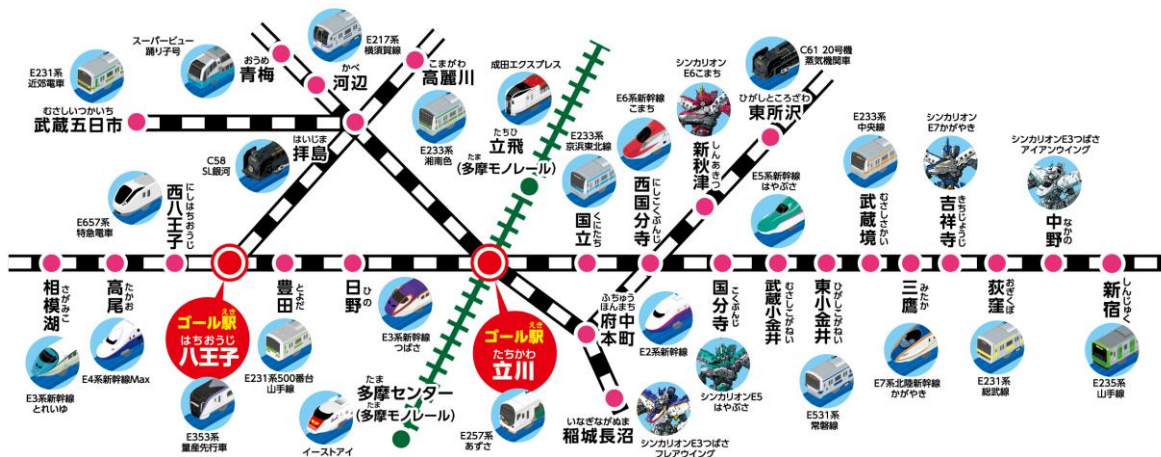 E231系
近郊電車
スーパービュー
踊り子号
おうめ
青梅
E217系
横須賀線
かべ
河辺
こまがわ
高麗川
むさしいつかいち
武蔵五日市
はいじま
拝島
C58
SL銀河
E233系
湘南色
成田エクスプレス
たちひ
立飛
たま
(多摩モノレール)
E233系
京浜東北線
E6系新幹線
こまち
シンカリオン
E6こまち
しんあきつ
新秋津
C61 20号機
蒸気機関車
ひがしところざわ
東所沢
E5系新幹線
はやぶさ
E233系
中央線
シンカリオン
E7かがやき
シンカリオンE3つばさ
アイアンウイング
E657系
特急電車
にしはちおうじ
西八王子
くにたち
国立
にしこくぶんじ
西国分寺
むさしさかい
武蔵境
きちじょうじ
吉祥寺
なかの
中野
さがみこ
相模湖
たかお
高尾
ゴール駅
えき
はちおうじ
八王子
とよだ
豊田
ひの
日野
E3系新幹線
つばさ
ゴール駅
えき
たちかわ
立川
ふちゅう
ほんまち
府中
本町
E2系新幹線
こくぶんじ
国分寺
むさしこがねい
武蔵小金井
ひがしこがねい
東小金井
みたか
三鷹
おぎくぼ
荻窪
しんじゅく
新宿
E3系新幹線
とれいゆ
E4系新幹線Max
E353系
量産先行車
E231系500番台
山手線
イーストアイ
たま
多摩センター
たま
(多摩モノレール)
E257系
あずさ
いなぎながぬま
稲城長沼
シンカリオンE3つばさ
フレアウイング
シンカリオンE5
はやぶさ
E531系
常磐線
E7系北陸新幹線
かがやき
E231系
総武線
E235系
山手線